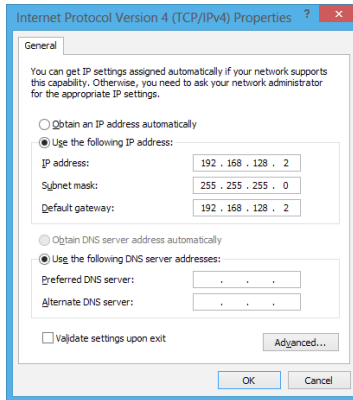 Internet Protocol Version 4 (TCP/IPv4) Properties ? ×
General
You can get IP settings assigned automatically if your network supports
this capability. Otherwise, you need to ask your network administrator
for the appropriate IP settings.
Obtain an IP address automatically
Use the following IP address:
IP address: 192 . 168 . 128 . 2
Subnet mask: 255 . 255 . 255 . 0
Default gateway: 192 . 168 . 128 . 2
Obtain DNS server address automatically
Use the following DNS server addresses:
Preferred DNS server: . . .
Alternate DNS server: . . .
Validate settings upon exit
Advanced...
OK Cancel